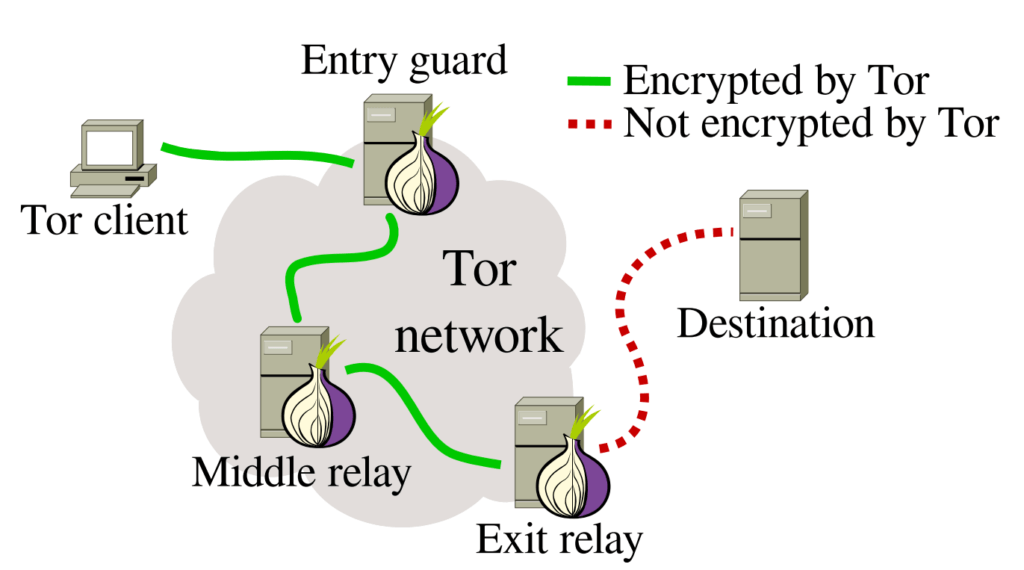 Entry guard
Encrypted by Tor
Not encrypted by Tor
Tor client
Tor
network
Destination
Middle relay
Exit relay